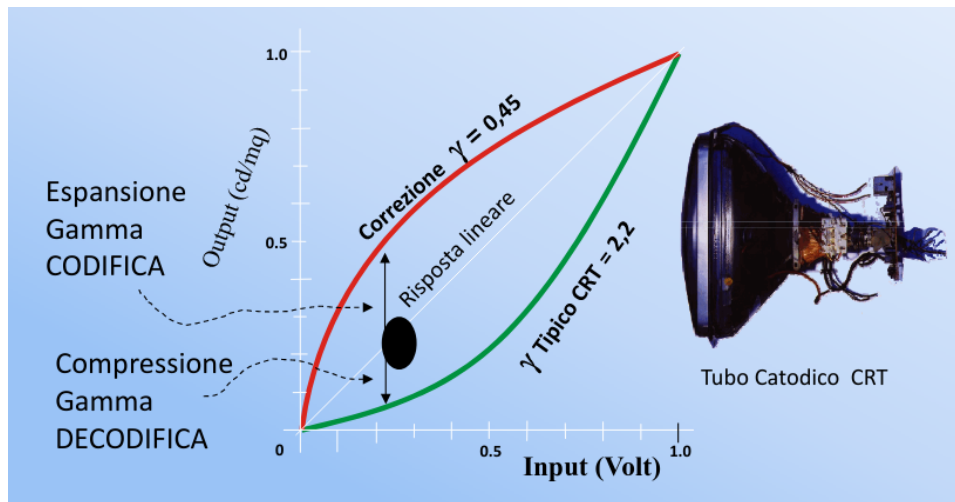 1.0
Output (cd/mq)
0.5
0
0.5
1.0
Input (Volt)
Correzione γ = 0,45
Risposta lineare
γ Tipico CRT = 2,2
Espansione
Gamma
CODIFICA
Compressione
Gamma
DECODIFICA
Tubo Catodico CRT